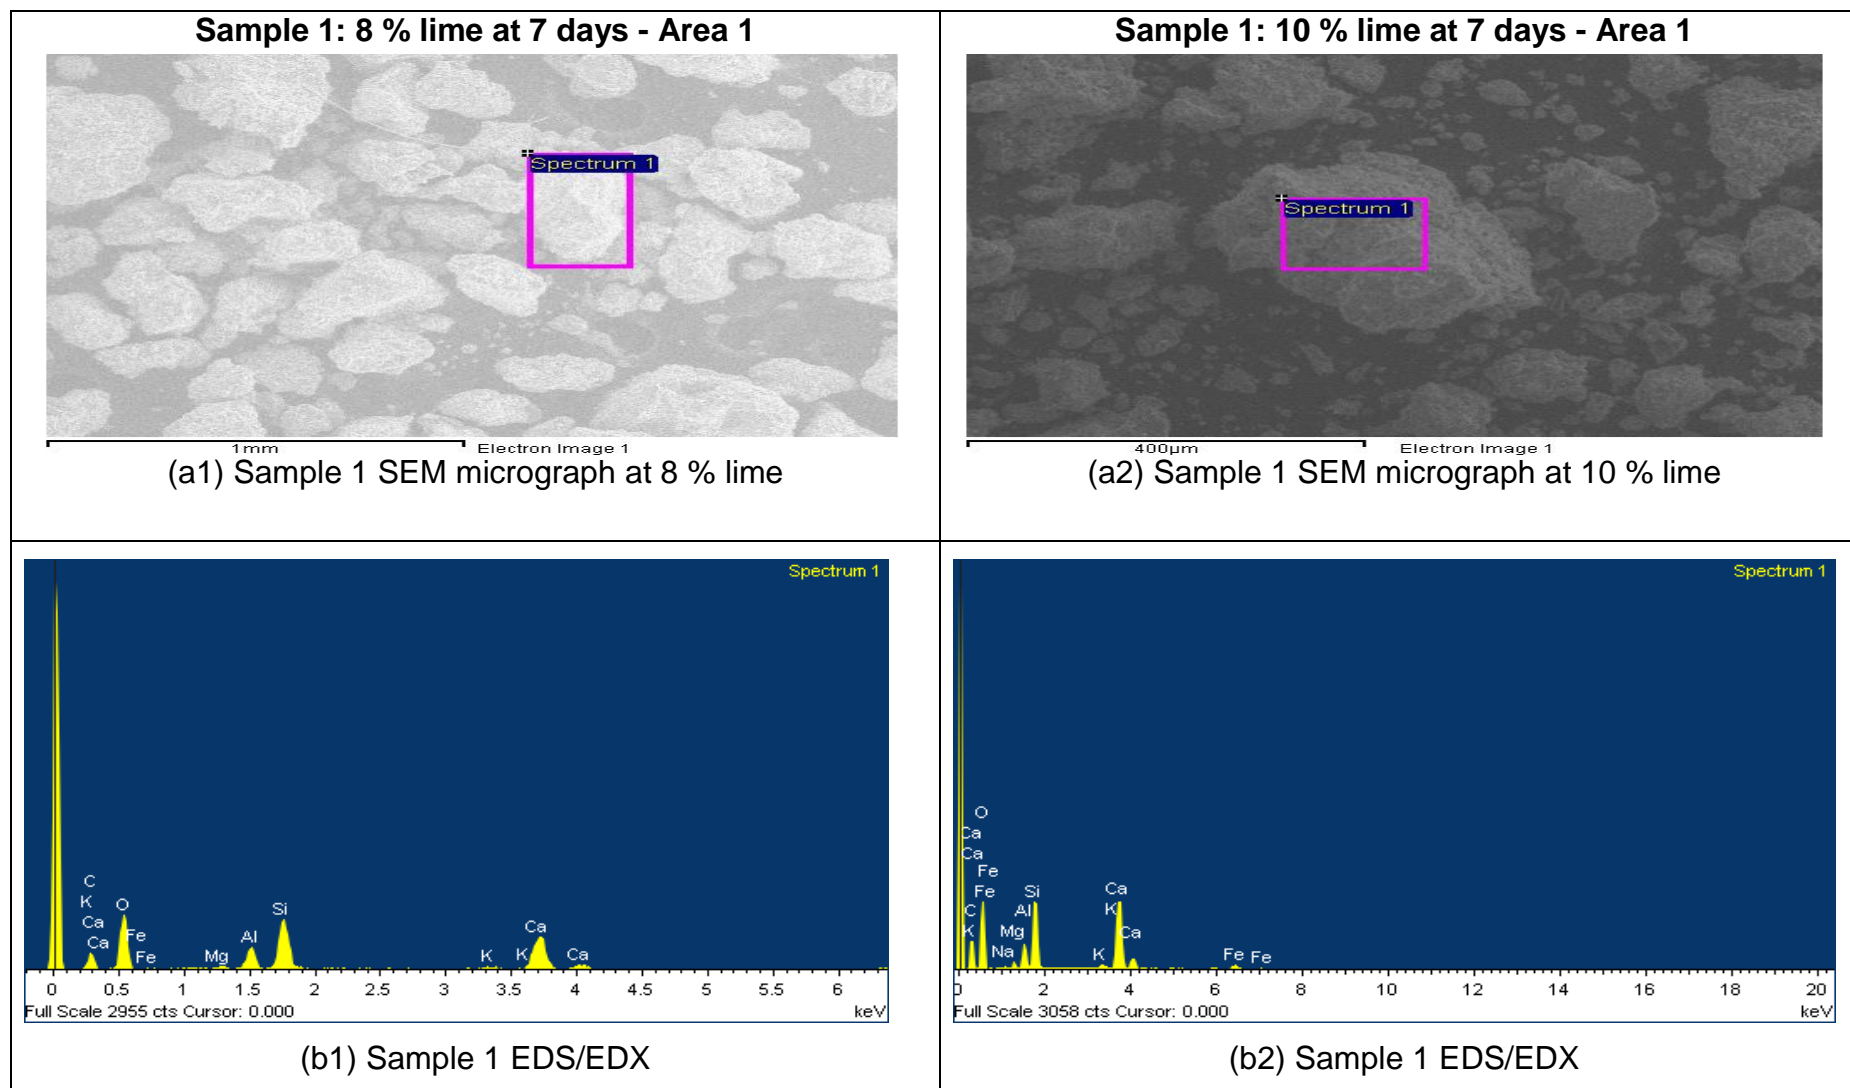 Sample 1: 8 % lime at 7 days - Area 1
Spectrum 1
1mm
Electron Image 1
(a1) Sample 1 SEM micrograph at 8 % lime
Sample 1: 10 % lime at 7 days - Area 1
Spectrum 1
400µm
Electron Image 1
(a2) Sample 1 SEM micrograph at 10 % lime
Spectrum 1
C
K
O
Ca
Fe
Ca
Fe
Mg
Al
Si
K
K
Ca
Ca
0 0.5 1 1.5 2 2.5 3 3.5 4 4.5 5 5.5 6
Full Scale 2955 cts Cursor: 0.000
keV
(b1) Sample 1 EDS/EDX
Spectrum 1
O
Ca
Ca
Fe
Fe
C
K
Na
Mg
Al
Si
K
Ca
K
Ca
Fe
Fe
0 2 4 6 8 10 12 14 16 18 20
Full Scale 3058 cts Cursor: 0.000
keV
(b2) Sample 1 EDS/EDX